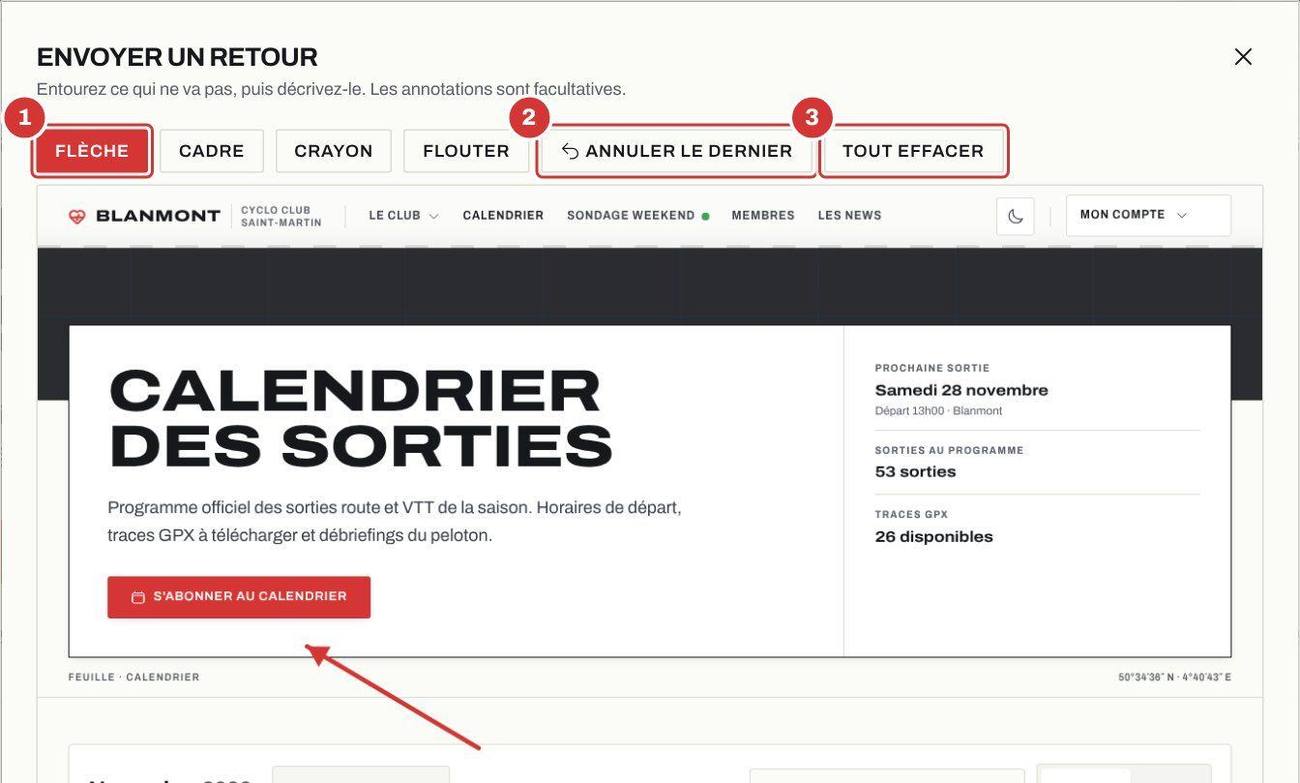 ENVOYER UN RETOUR
Entourez ce qui ne va pas, puis décrivez-le. Les annotations sont facultatives.
1 2 3
FLÈCHE CADRE CRAYON FLOUTER ANNULER LE DERNIER TOUT EFFACER
BLANMONT CYCLO CLUB SAINT-MARTIN LE CLUB CALENDRIER SONDAGE WEEKEND MEMBRES LES NEWS MON COMPTE
CALENDRIER
DES SORTIES
Programme officiel des sorties route et VTT de la saison. Horaires de départ,
traces GPX à télécharger et débriefings du peloton.
S'ABONNER AU CALENDRIER
PROCHAINE SORTIE
Samedi 28 novembre
Départ 13h00 · Blanmont
SORTIES AU PROGRAMME
53 sorties
TRACES GPX
26 disponibles
FEUILLE · CALENDRIER 50°34'36" N · 4°40'43" E